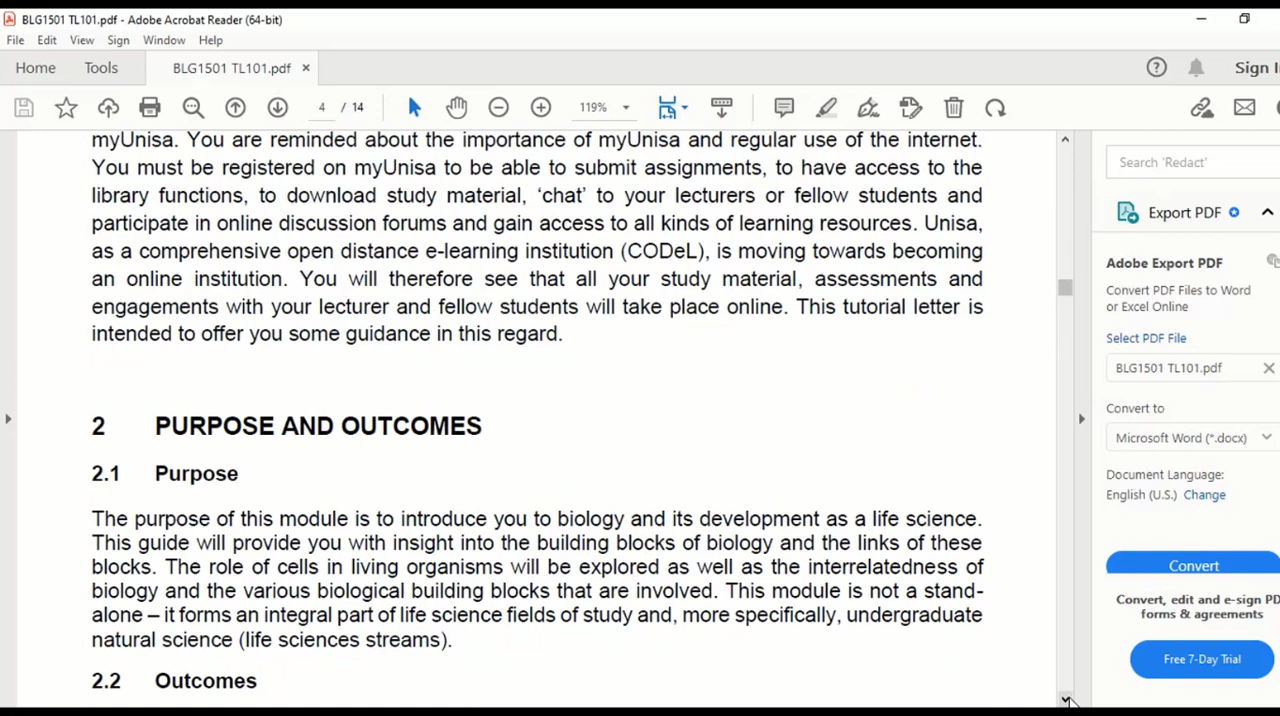 BLG1501 TL101.pdf - Adobe Acrobat Reader (64-bit)
File Edit View Sign Window Help
Home Tools BLG1501 TL101.pdf ×
4 / 14 119%
myUnisa. You are reminded about the importance of myUnisa and regular use of the internet.
You must be registered on myUnisa to be able to submit assignments, to have access to the
library functions, to download study material, ‘chat’ to your lecturers or fellow students and
participate in online discussion forums and gain access to all kinds of learning resources. Unisa,
as a comprehensive open distance e-learning institution (CODeL), is moving towards becoming
an online institution. You will therefore see that all your study material, assessments and
engagements with your lecturer and fellow students will take place online. This tutorial letter is
intended to offer you some guidance in this regard.
2 PURPOSE AND OUTCOMES
2.1 Purpose
The purpose of this module is to introduce you to biology and its development as a life science.
This guide will provide you with insight into the building blocks of biology and the links of these
blocks. The role of cells in living organisms will be explored as well as the interrelatedness of
biology and the various biological building blocks that are involved. This module is not a stand-
alone – it forms an integral part of life science fields of study and, more specifically, undergraduate
natural science (life sciences streams).
2.2 Outcomes
Sign I
Search 'Redact'
Export PDF
Adobe Export PDF
Convert PDF Files to Word
or Excel Online
Select PDF File
BLG1501 TL101.pdf
Convert to
Microsoft Word (*.docx)
Document Language:
English (U.S.) Change
Convert
Convert, edit and e-sign PD
forms & agreements
Free 7-Day Trial